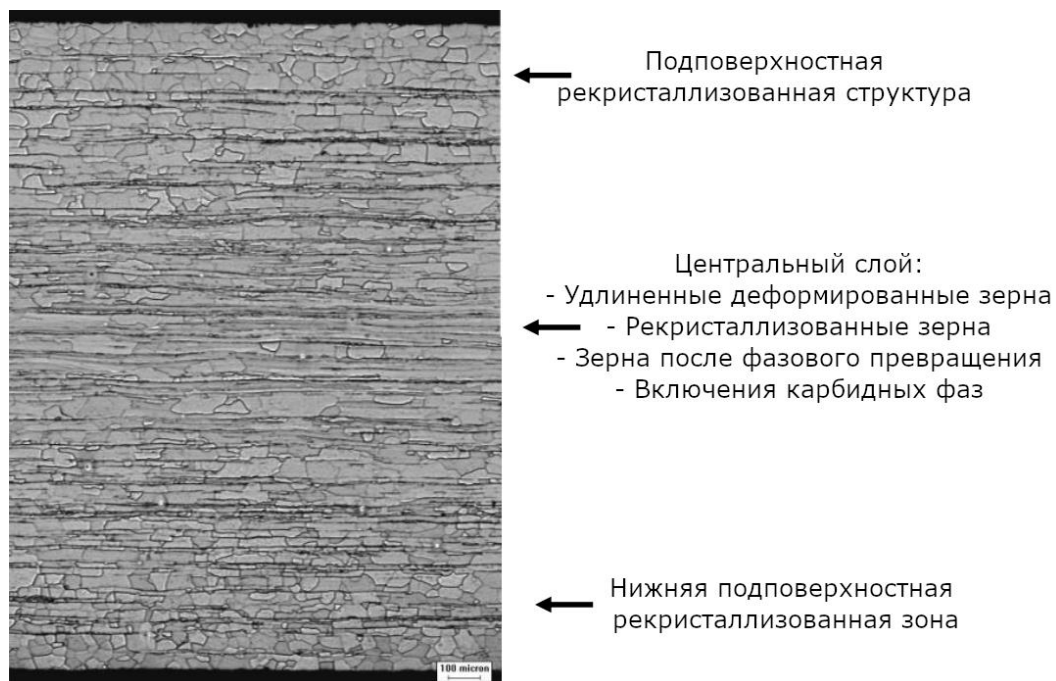 Подповерхностная
рекристаллизованная структура
Центральный слой:
- Удлиненные деформированные зерна
- Рекристаллизованные зерна
- Зерна после фазового превращения
- Включения карбидных фаз
Нижняя подповерхностная
рекристаллизованная зона
100 micron